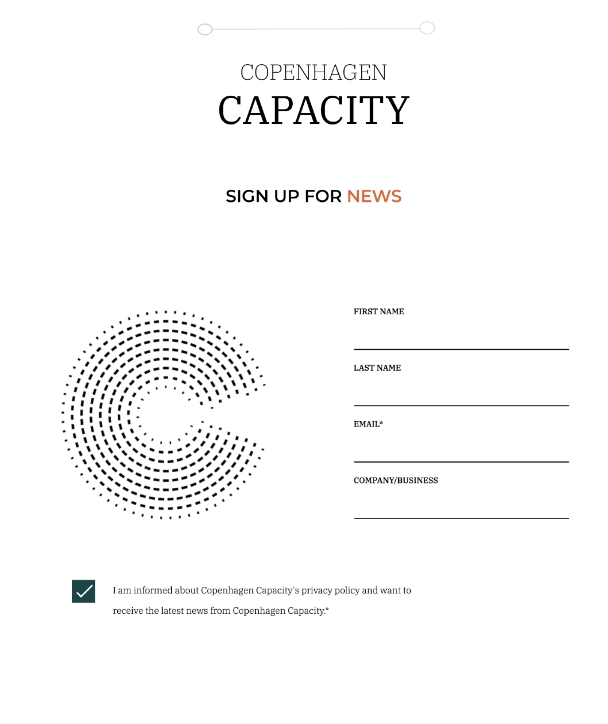 COPENHAGEN
CAPACITY
SIGN UP FOR NEWS
FIRST NAME
LAST NAME
EMAIL*
COMPANY/BUSINESS
I am informed about Copenhagen Capacity's privacy policy and want to
receive the latest news from Copenhagen Capacity.*